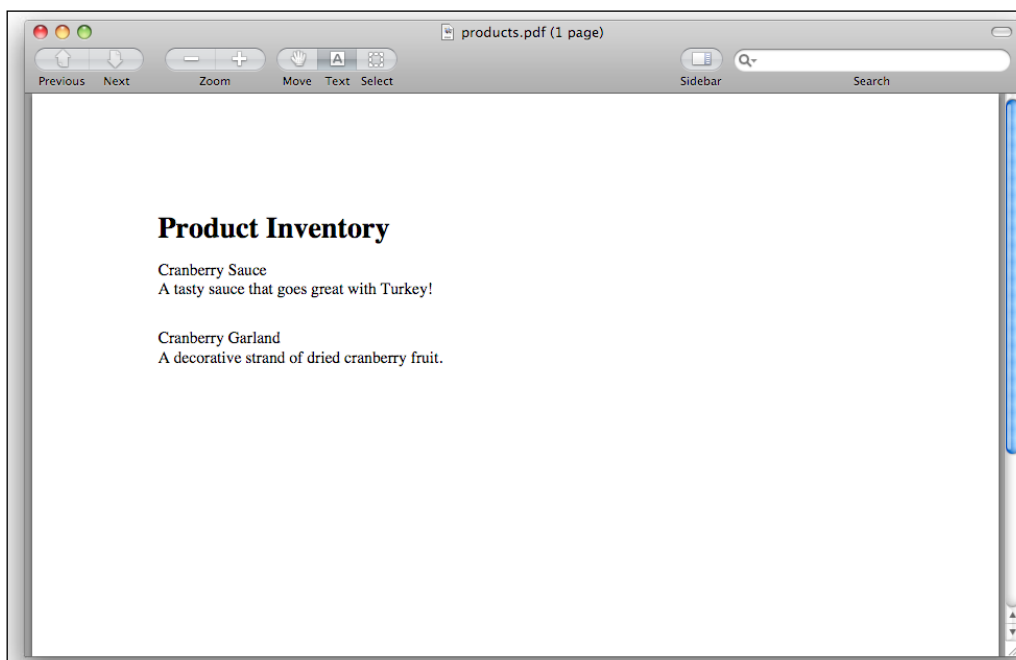 products.pdf (1 page)
Previous Next Zoom Move Text Select Sidebar Search
Product Inventory
Cranberry Sauce
A tasty sauce that goes great with Turkey!
Cranberry Garland
A decorative strand of dried cranberry fruit.